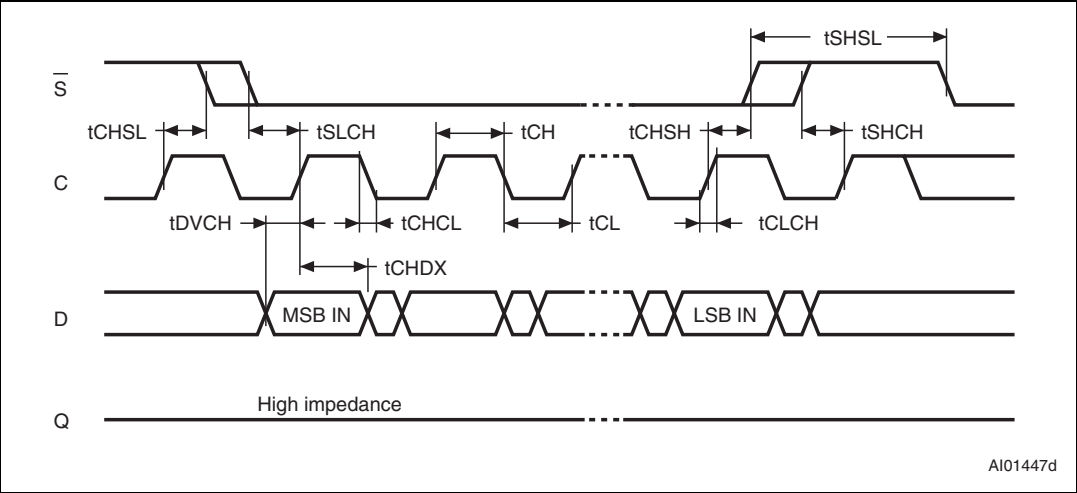 tSHSL
S̅
tCHSL
tSLCH
tCH
tCHSH
tSHCH
C
tDVCH
tCHCL
tCL
tCLCH
tCHDX
D
MSB IN
LSB IN
High impedance
Q
AI01447d